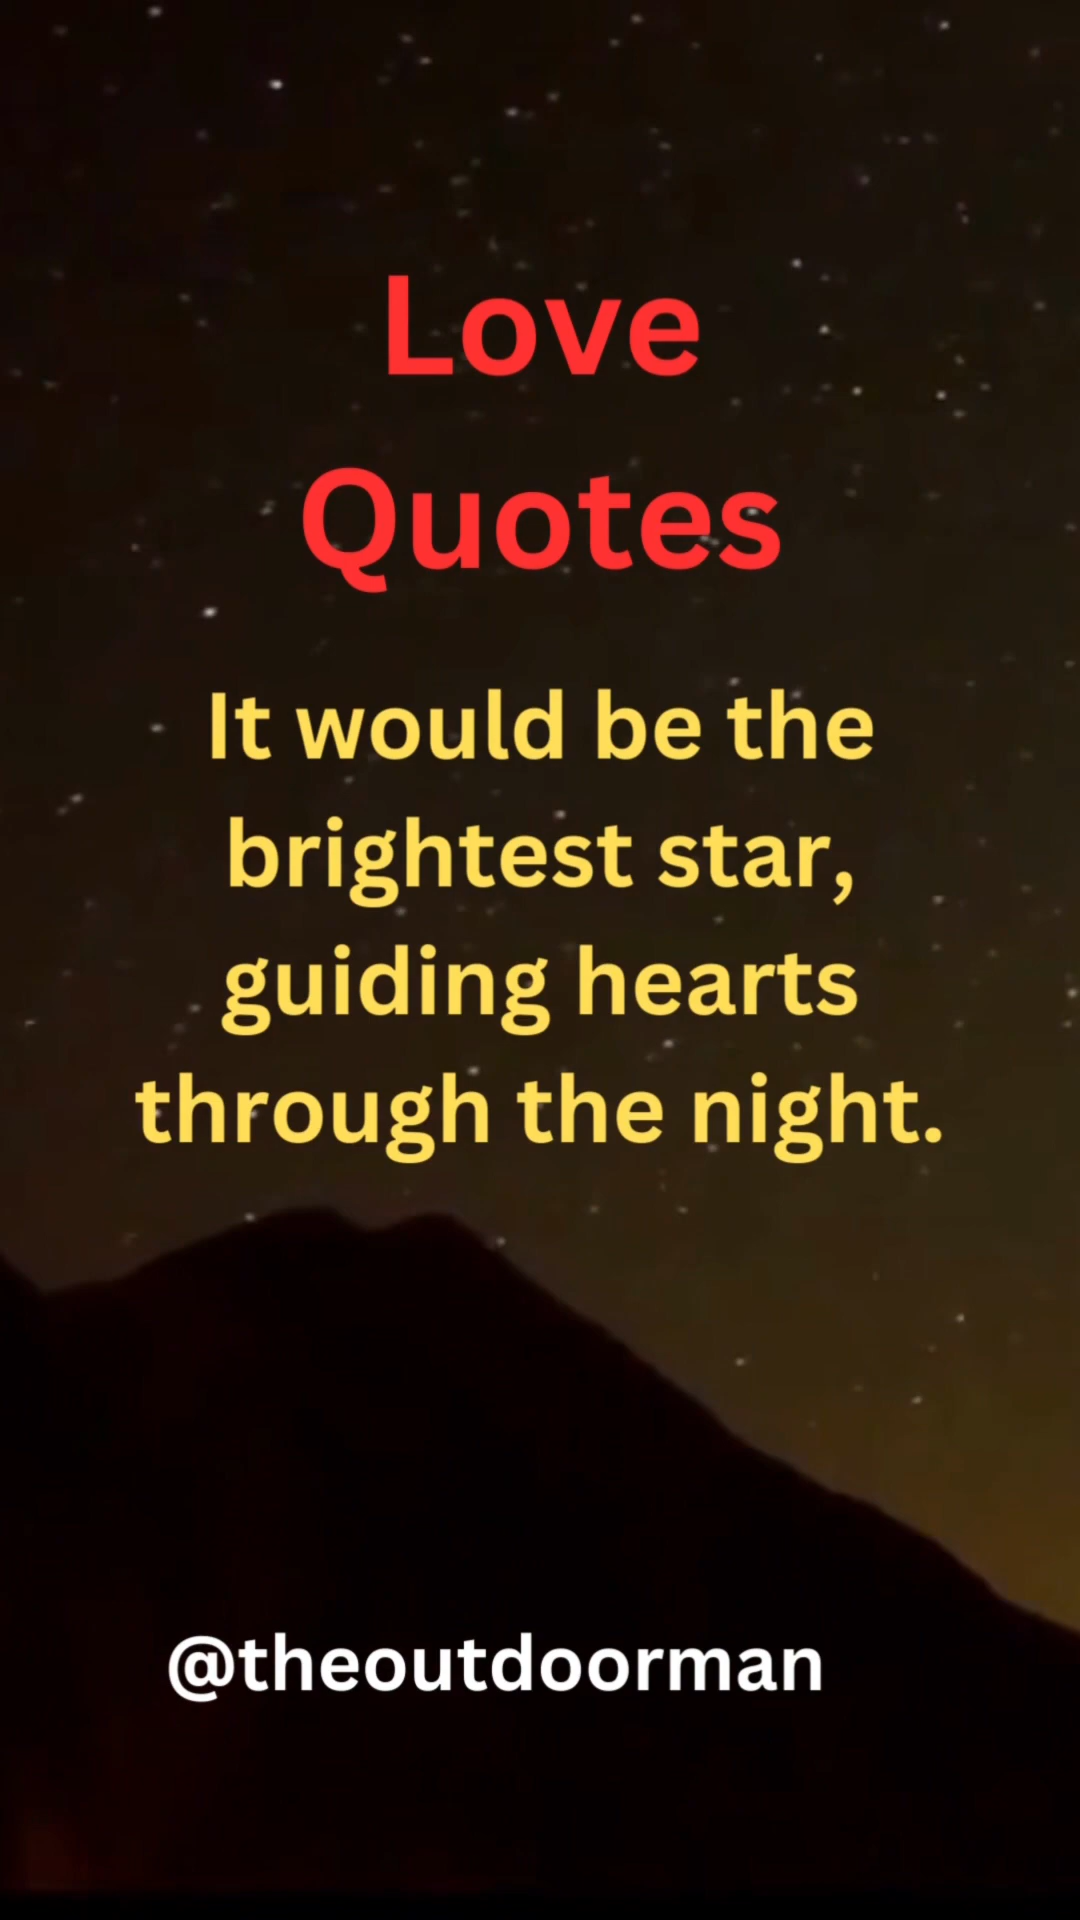 Love
Quotes
It would be the
brightest star,
guiding hearts
through the night.
@theoutdoorman